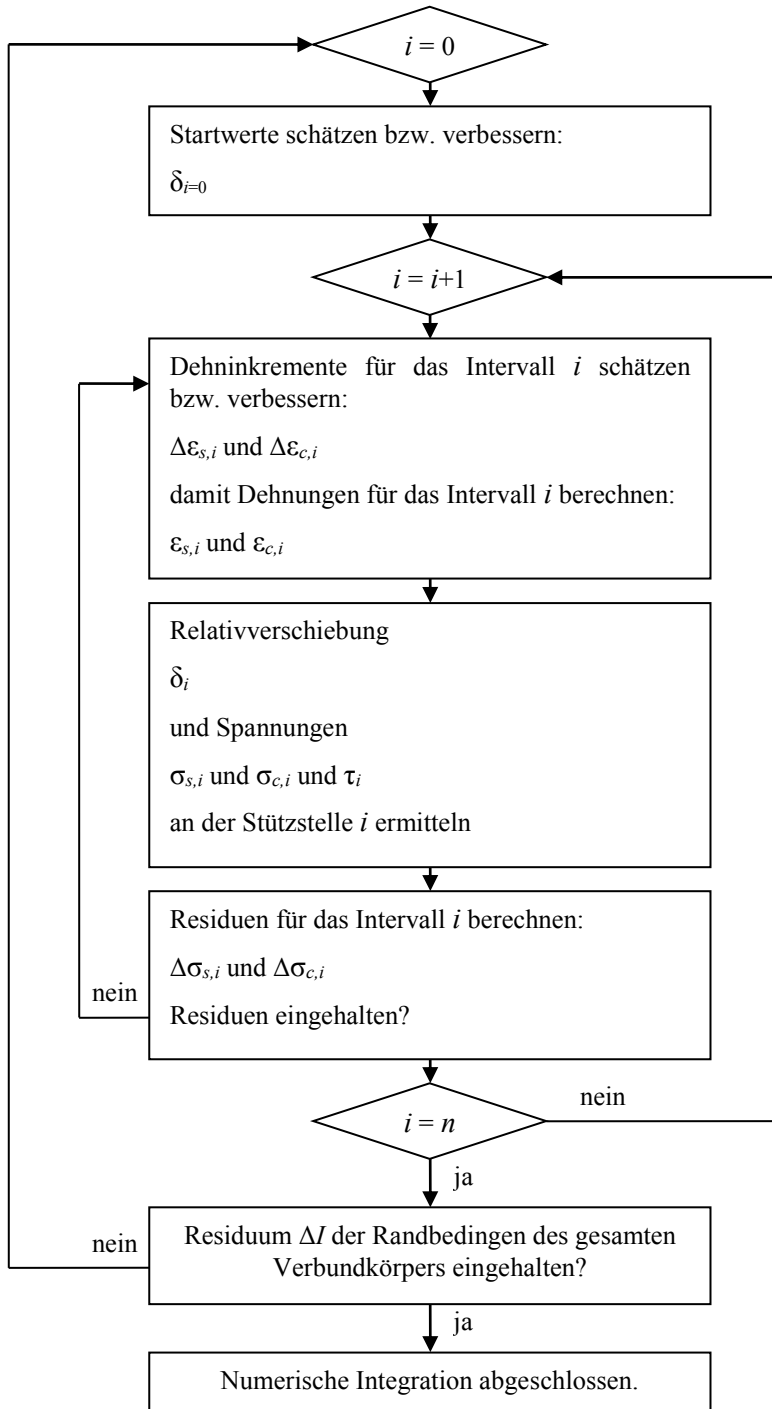 i = 0
Startwerte schätzen bzw. verbessern:
δi=0
i = i+1
Dehninkremente für das Intervall i schätzen
bzw. verbessern:
Δεs,i und Δεc,i
damit Dehnungen für das Intervall i berechnen:
εs,i und εc,i
Relativverschiebung
δi
und Spannungen
σs,i und σc,i und τi
an der Stützstelle i ermitteln
Residuen für das Intervall i berechnen:
Δσs,i und Δσc,i
nein
Residuen eingehalten?
i = n
nein
ja
nein
Residuum ΔI der Randbedingen des gesamten
Verbundkörpers eingehalten?
ja
Numerische Integration abgeschlossen.